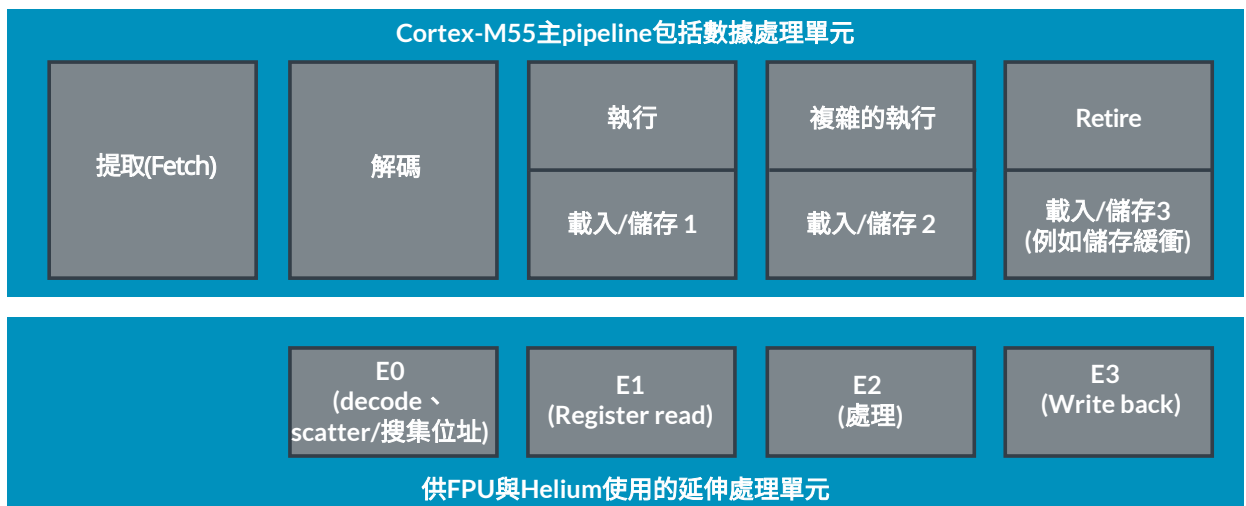 Cortex-M55主pipeline包括數據處理單元
提取(Fetch)
解碼
執行
載入/儲存 1
複雜的執行
載入/儲存 2
Retire
載入/儲存3
(例如儲存緩衝)
E0
(decode、
scatter/搜集位址)
E1
(Register read)
E2
(處理)
E3
(Write back)
供FPU與Helium使用的延伸處理單元